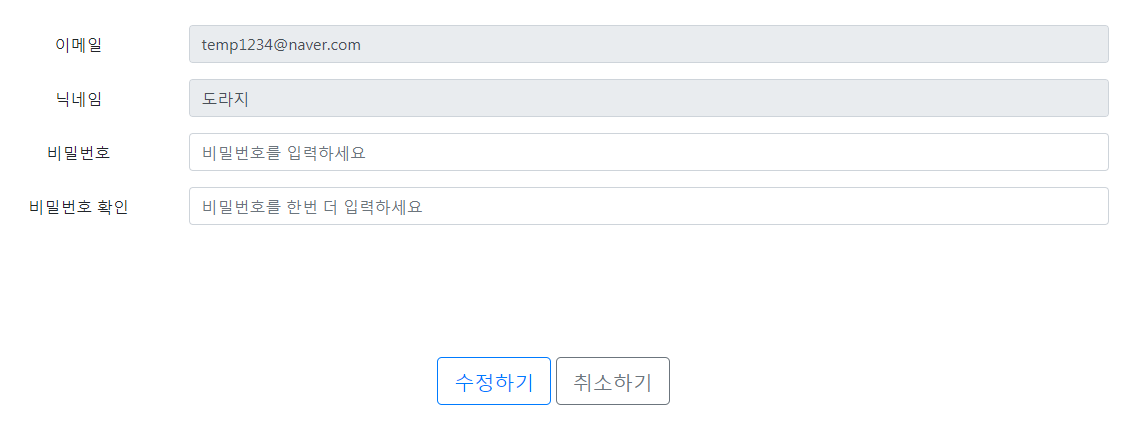 이메일 temp1234@naver.com
닉네임 도라지
비밀번호 비밀번호를 입력하세요
비밀번호 확인 비밀번호를 한번 더 입력하세요
수정하기 취소하기